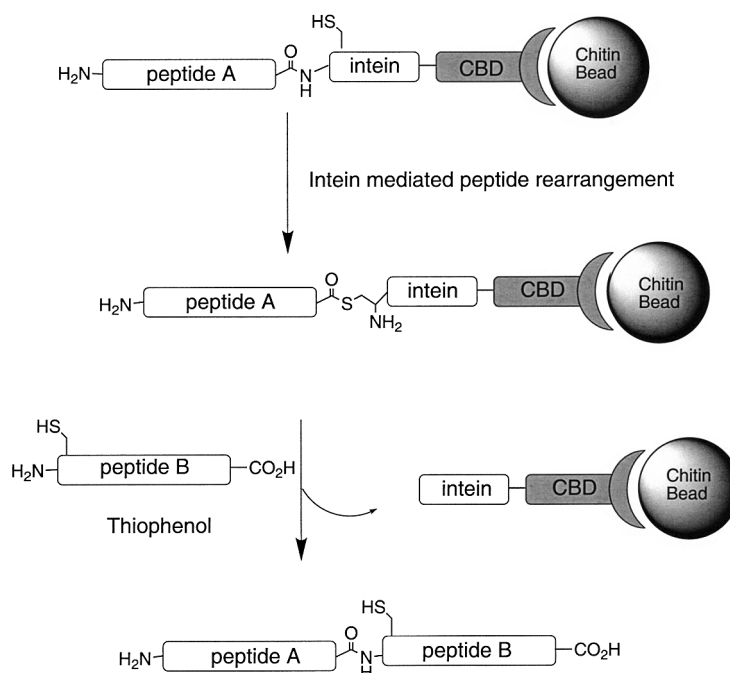 HS
O
H₂N
peptide A
N
H
intein
CBD
Chitin
Bead
Intein mediated peptide rearrangement
O
H₂N
peptide A
S
NH₂
intein
CBD
Chitin
Bead
HS
H₂N
peptide B
CO₂H
Thiophenol
intein
CBD
Chitin
Bead
HS
O
H₂N
peptide A
N
H
peptide B
CO₂H